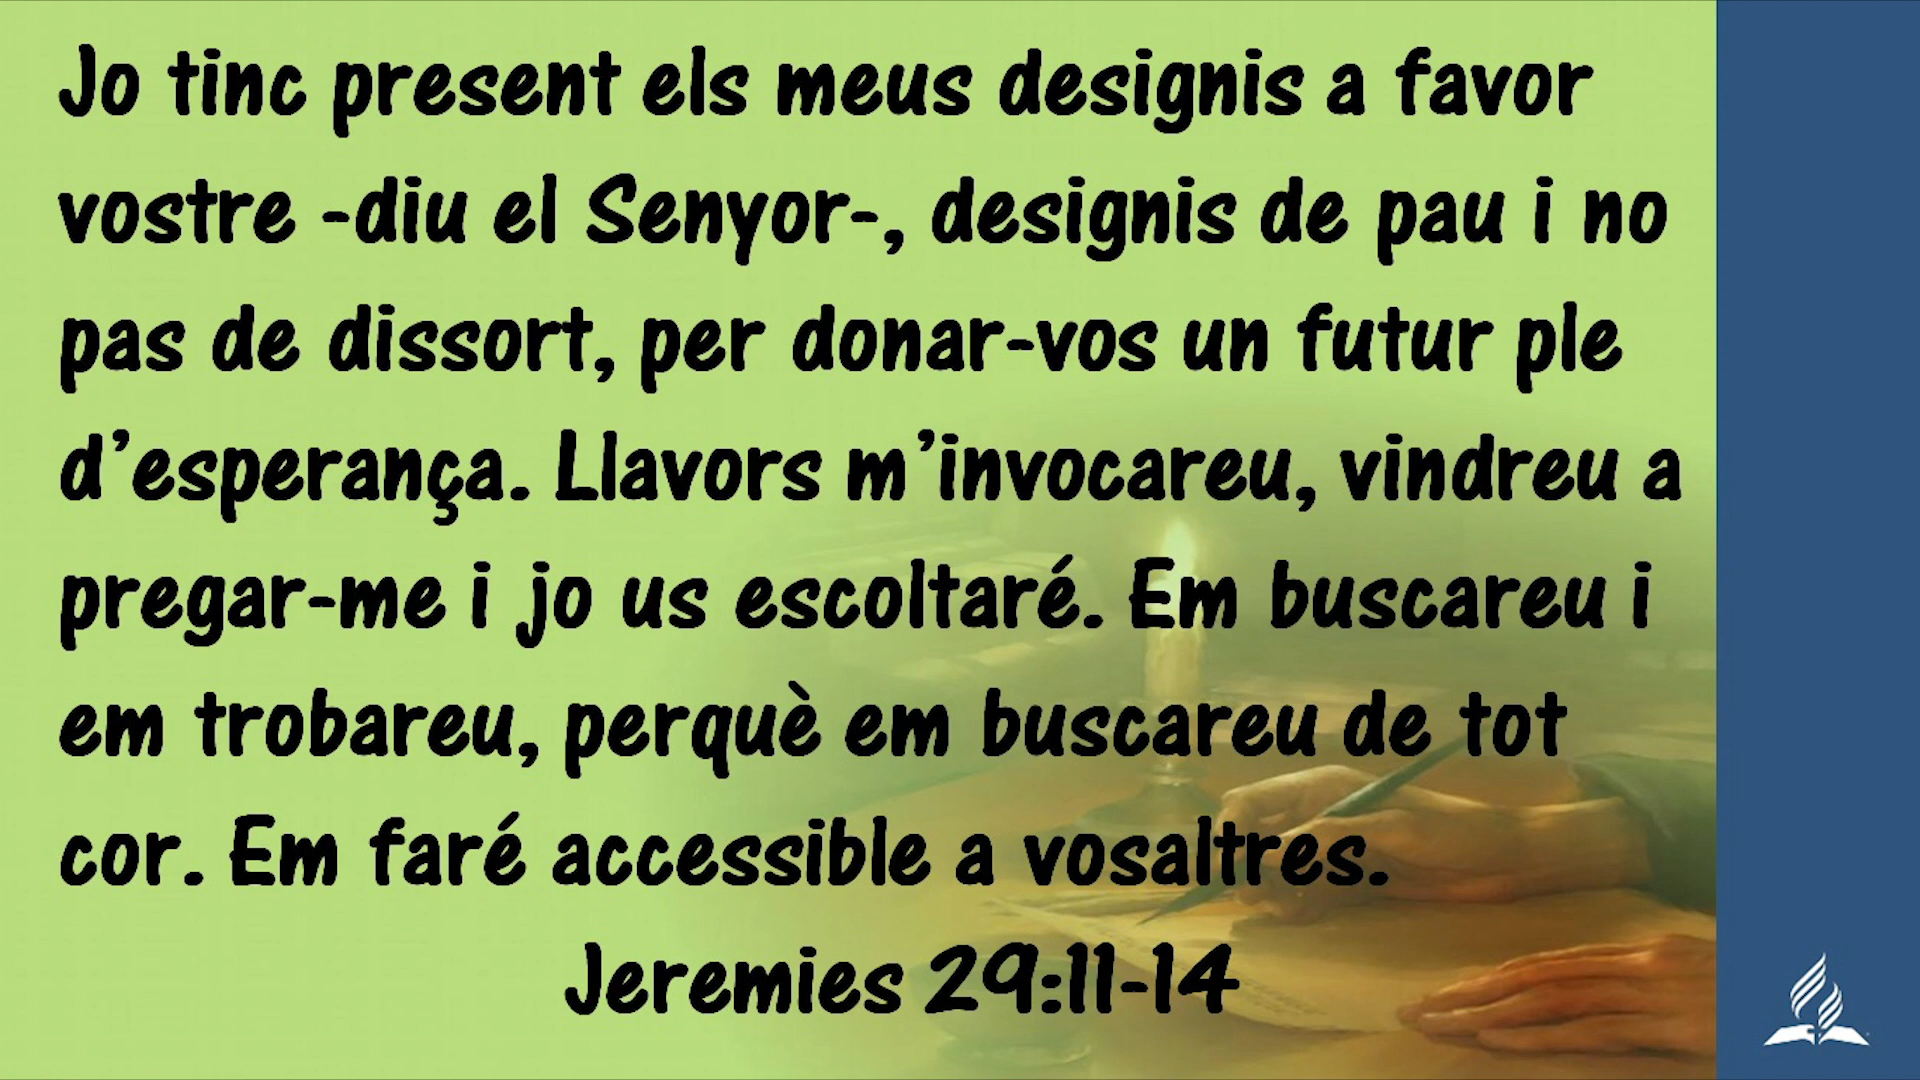 Jo tinc present els meus designis a favor
vostre -diu el Senyor-, designis de pau i no
pas de dissort, per donar-vos un futur ple
d’esperança. Llavors m’invocareu, vindreu a
pregar-me i jo us escoltaré. Em buscareu i
em trobareu, perquè em buscareu de tot
cor. Em faré accessible a vosaltres.
Jeremies 29:11-14